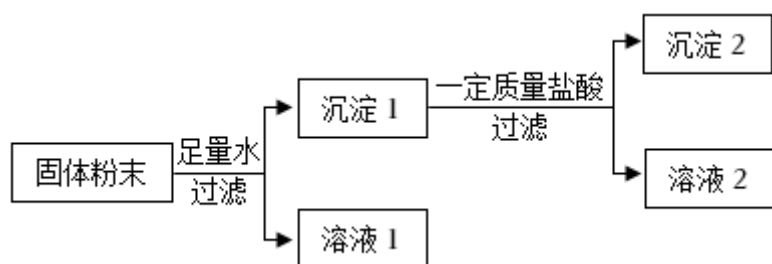 固体粉末
足量水
过滤
沉淀 1
溶液 1
一定质量盐酸
过滤
沉淀 2
溶液 2